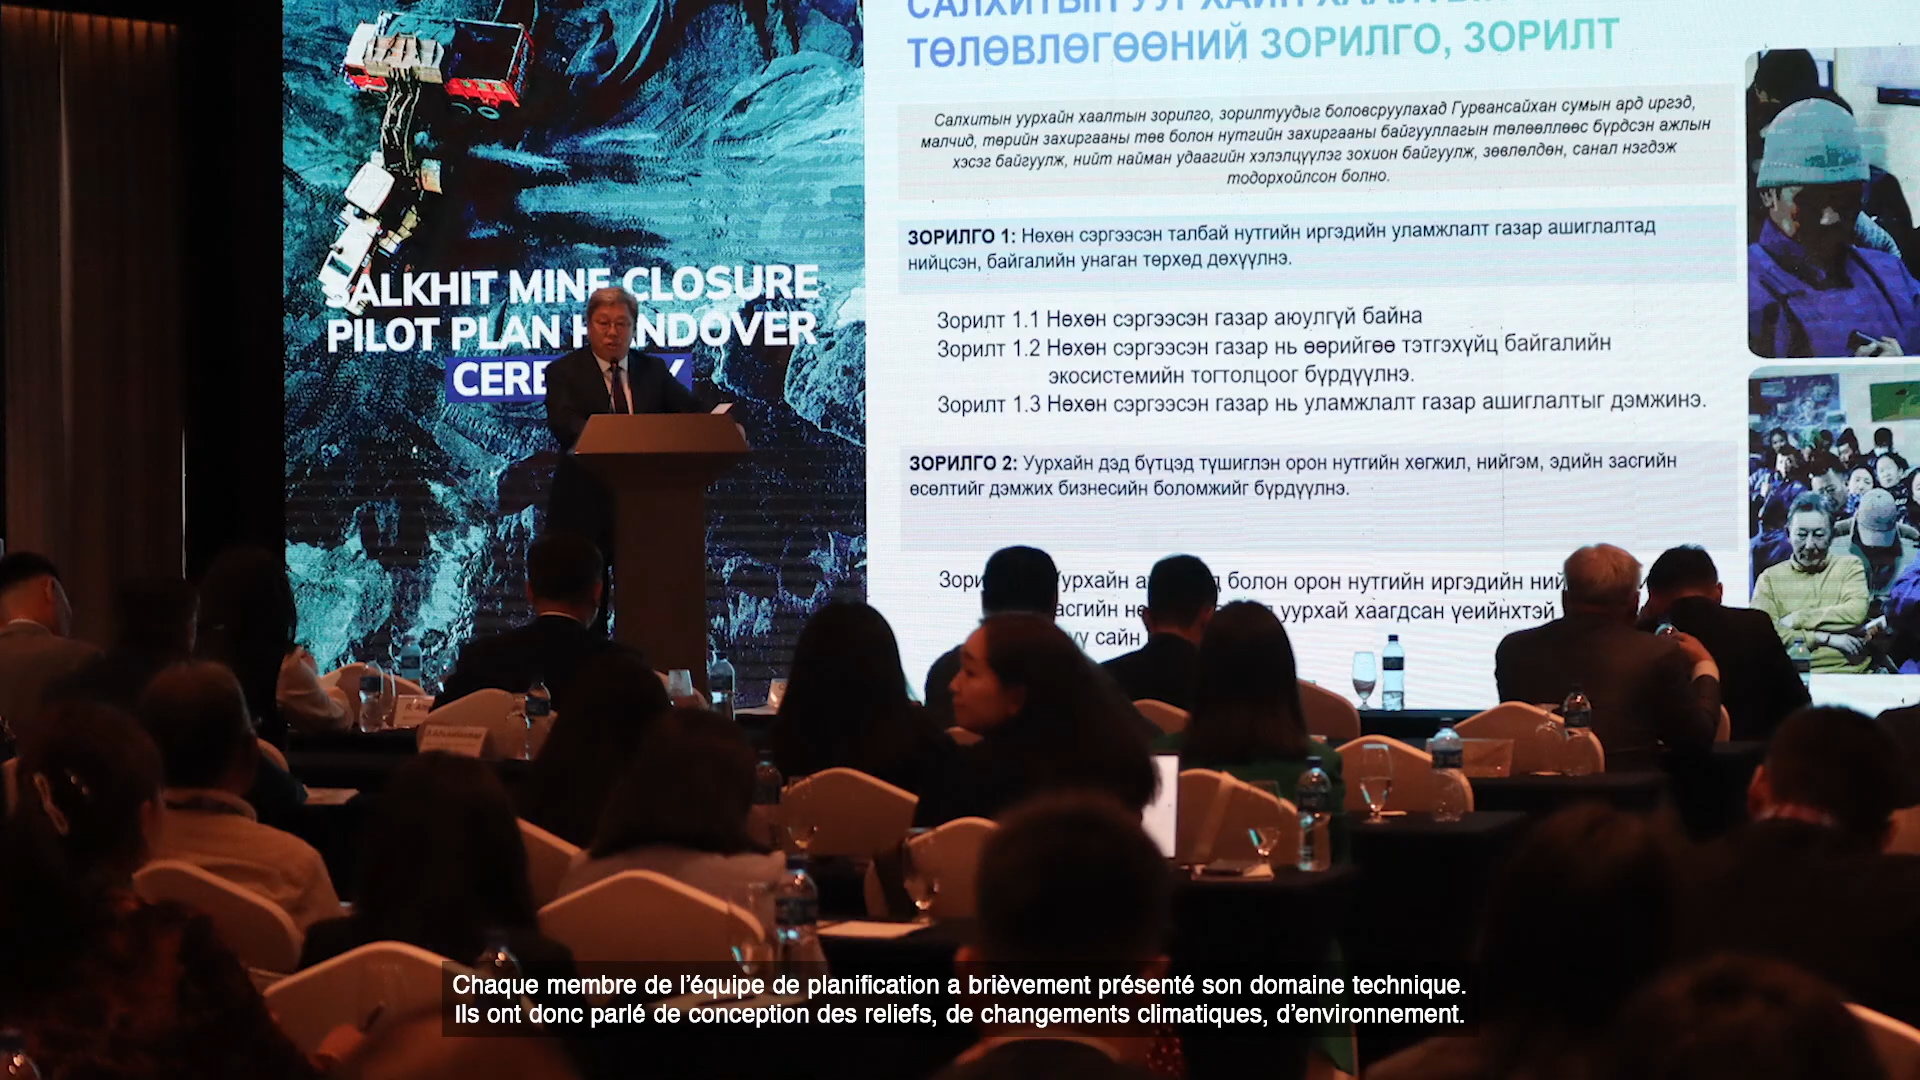 SALKHIT MINE CLOSURE
PILOT PLAN HANDOVER
ТӨЛӨВЛӨГӨӨНИЙ ЗОРИЛГО, ЗОРИЛТ
Салхитын уурхайн хаалтын зорилго, зорилтуудыг боловсруулахад Гурвансайхан сумын ард иргэд,
малчид, төрийн захиргааны төв болон нутгийн захиргааны байгууллагын төлөөллөөс бүрдсэн ажлын
хэсэг байгуулж, нийт найман удаагийн хэлэлцүүлэг зохион байгуулж, зөвлөлдөн, санал нэгдэж
тодорхойлсон болно.
ЗОРИЛГО 1: Нөхөн сэргээсэн талбай нутгийн иргэдийн уламжлалт газар ашиглалтад
нийцсэн, байгалийн унаган төрхөд дөхүүлнэ.
Зорилт 1.1 Нөхөн сэргээсэн газар аюулгүй байна
Зорилт 1.2 Нөхөн сэргээсэн газар нь өөрийгөө тэтгэхүйц байгалийн
экосистемийн тогтолцоог бүрдүүлнэ.
Зорилт 1.3 Нөхөн сэргээсэн газар нь уламжлалт газар ашиглалтыг дэмжинэ.
ЗОРИЛГО 2: Уурхайн дэд бүтцэд түшиглэн орон нутгийн хөгжил, нийгэм, эдийн засгийн
өсөлтийг дэмжих бизнесийн боломжийг бүрдүүлнэ.
болон орон нутгийн иргэдийн
уурхай хаагдсан үеийнхтэй
сайн
Chaque membre de l’équipe de planification a brièvement présenté son domaine technique.
Ils ont donc parlé de conception des reliefs, de changements climatiques, d’environnement.